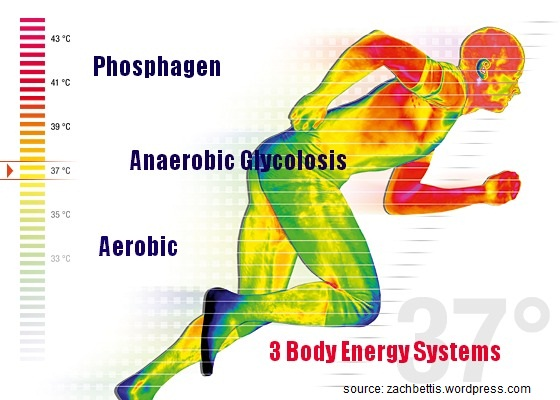 43 °C
Phosphagen
41 °C
39 °C
Anaerobic Glycolosis
37 °C
35 °C
Aerobic
33 °C
37°
3 Body Energy Systems
source: zachbettis.wordpress.com